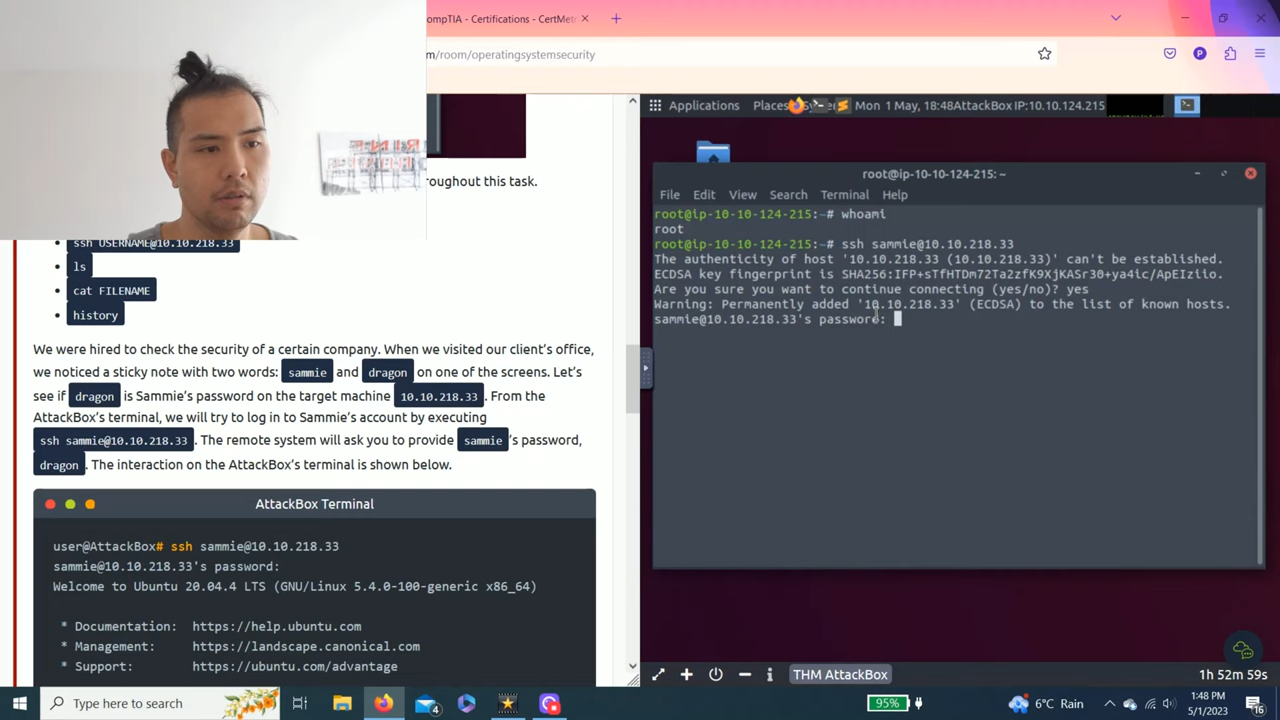 ompTIA - Certifications - CertMetr
m/room/operatingsystemsecurity
roughout this task.
ssh USERNAME@10.10.218.33
ls
cat FILENAME
history
We were hired to check the security of a certain company. When we visited our client's office,
we noticed a sticky note with two words: sammie and dragon on one of the screens. Let's
see if dragon is Sammie's password on the target machine 10.10.218.33. From the
AttackBox's terminal, we will try to log in to Sammie's account by executing
ssh sammie@10.10.218.33. The remote system will ask you to provide sammie's password,
dragon. The interaction on the AttackBox's terminal is shown below.
AttackBox Terminal
user@AttackBox# ssh sammie@10.10.218.33
sammie@10.10.218.33's password:
Welcome to Ubuntu 20.04.4 LTS (GNU/Linux 5.4.0-100-generic x86_64)
* Documentation: https://help.ubuntu.com
* Management: https://landscape.canonical.com
* Support: https://ubuntu.com/advantage
Applications Places Mon 1 May, 18:48 AttackBox IP:10.10.124.215
root@ip-10-10-124-215: ~
File Edit View Search Terminal Help
root@ip-10-10-124-215:~# whoami
root
root@ip-10-10-124-215:~# ssh sammie@10.10.218.33
The authenticity of host '10.10.218.33 (10.10.218.33)' can't be established.
ECDSA key fingerprint is SHA256:IFP+sTfHTDm72Ta2zfK9XjKASr30+ya4ic/ApEIziio.
Are you sure you want to continue connecting (yes/no)? yes
Warning: Permanently added '10.10.218.33' (ECDSA) to the list of known hosts.
sammie@10.10.218.33's password:
THM AttackBox
1h 52m 59s
Type here to search
4
95%
6°C Rain
1:48 PM
5/1/2023
16